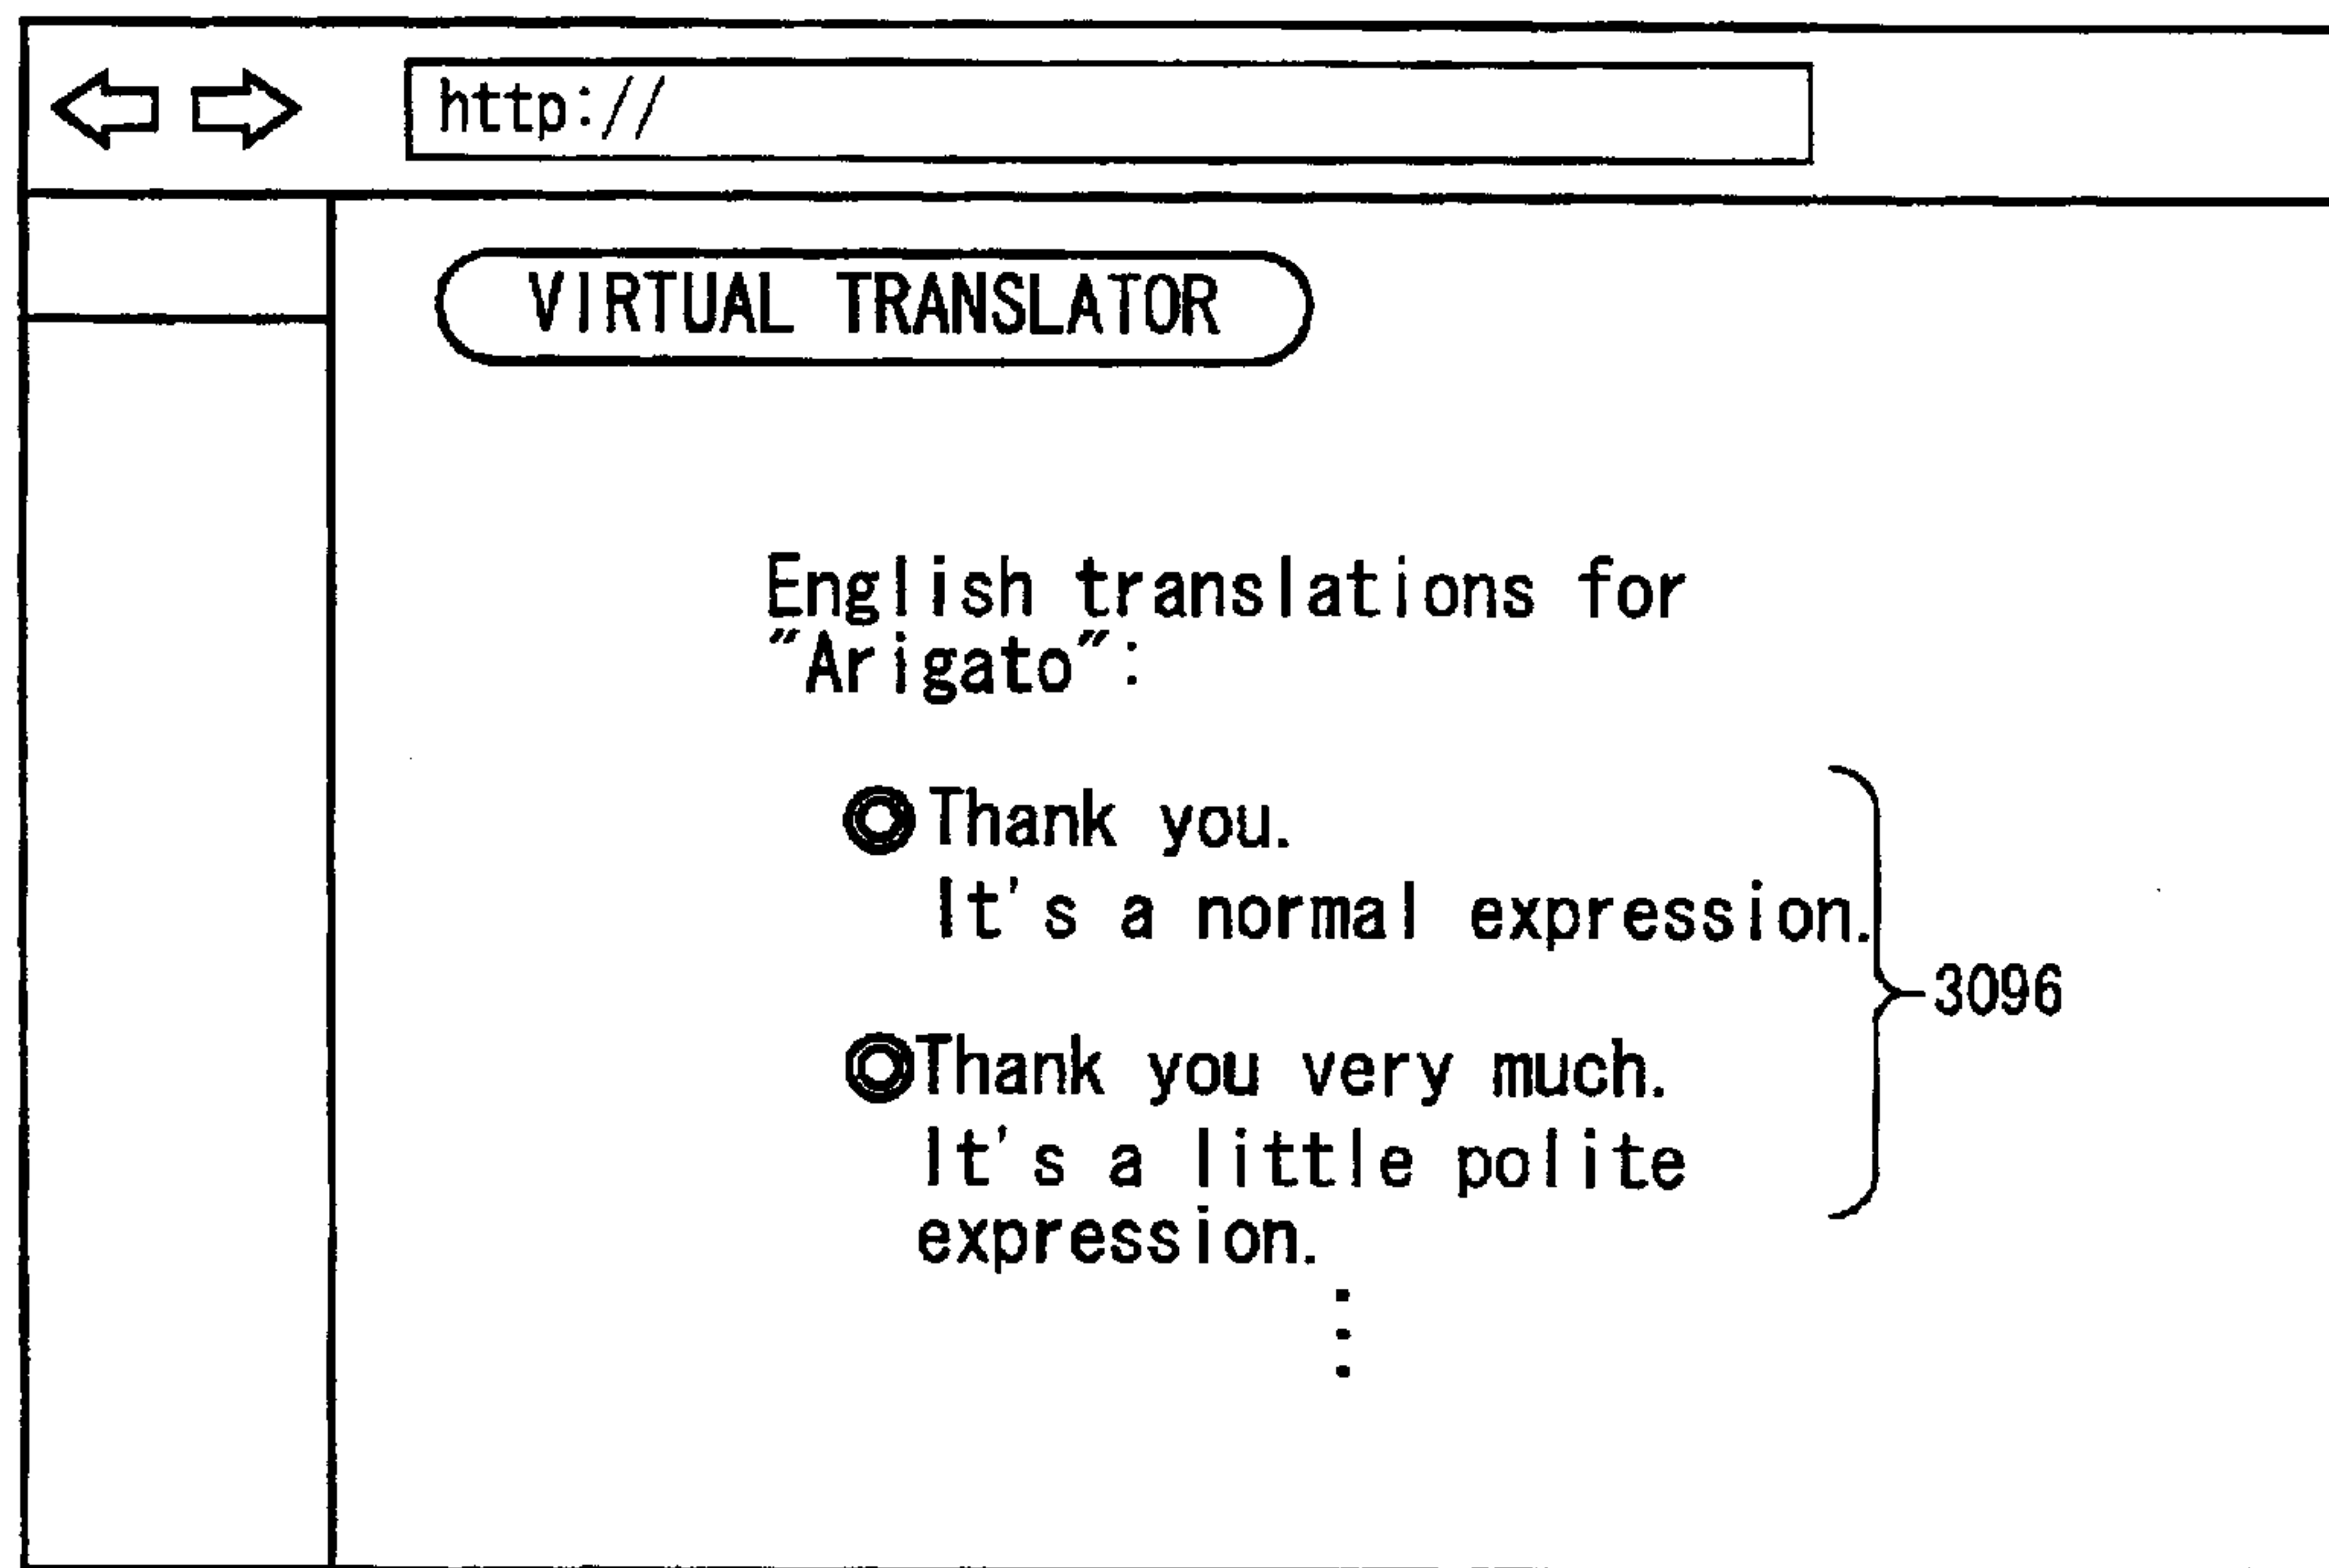 http://
VIRTUAL TRANSLATOR
English translations for
"Arigato":
◎Thank you.
It's a normal expression.
3096
◎Thank you very much.
It's a little polite
expression.